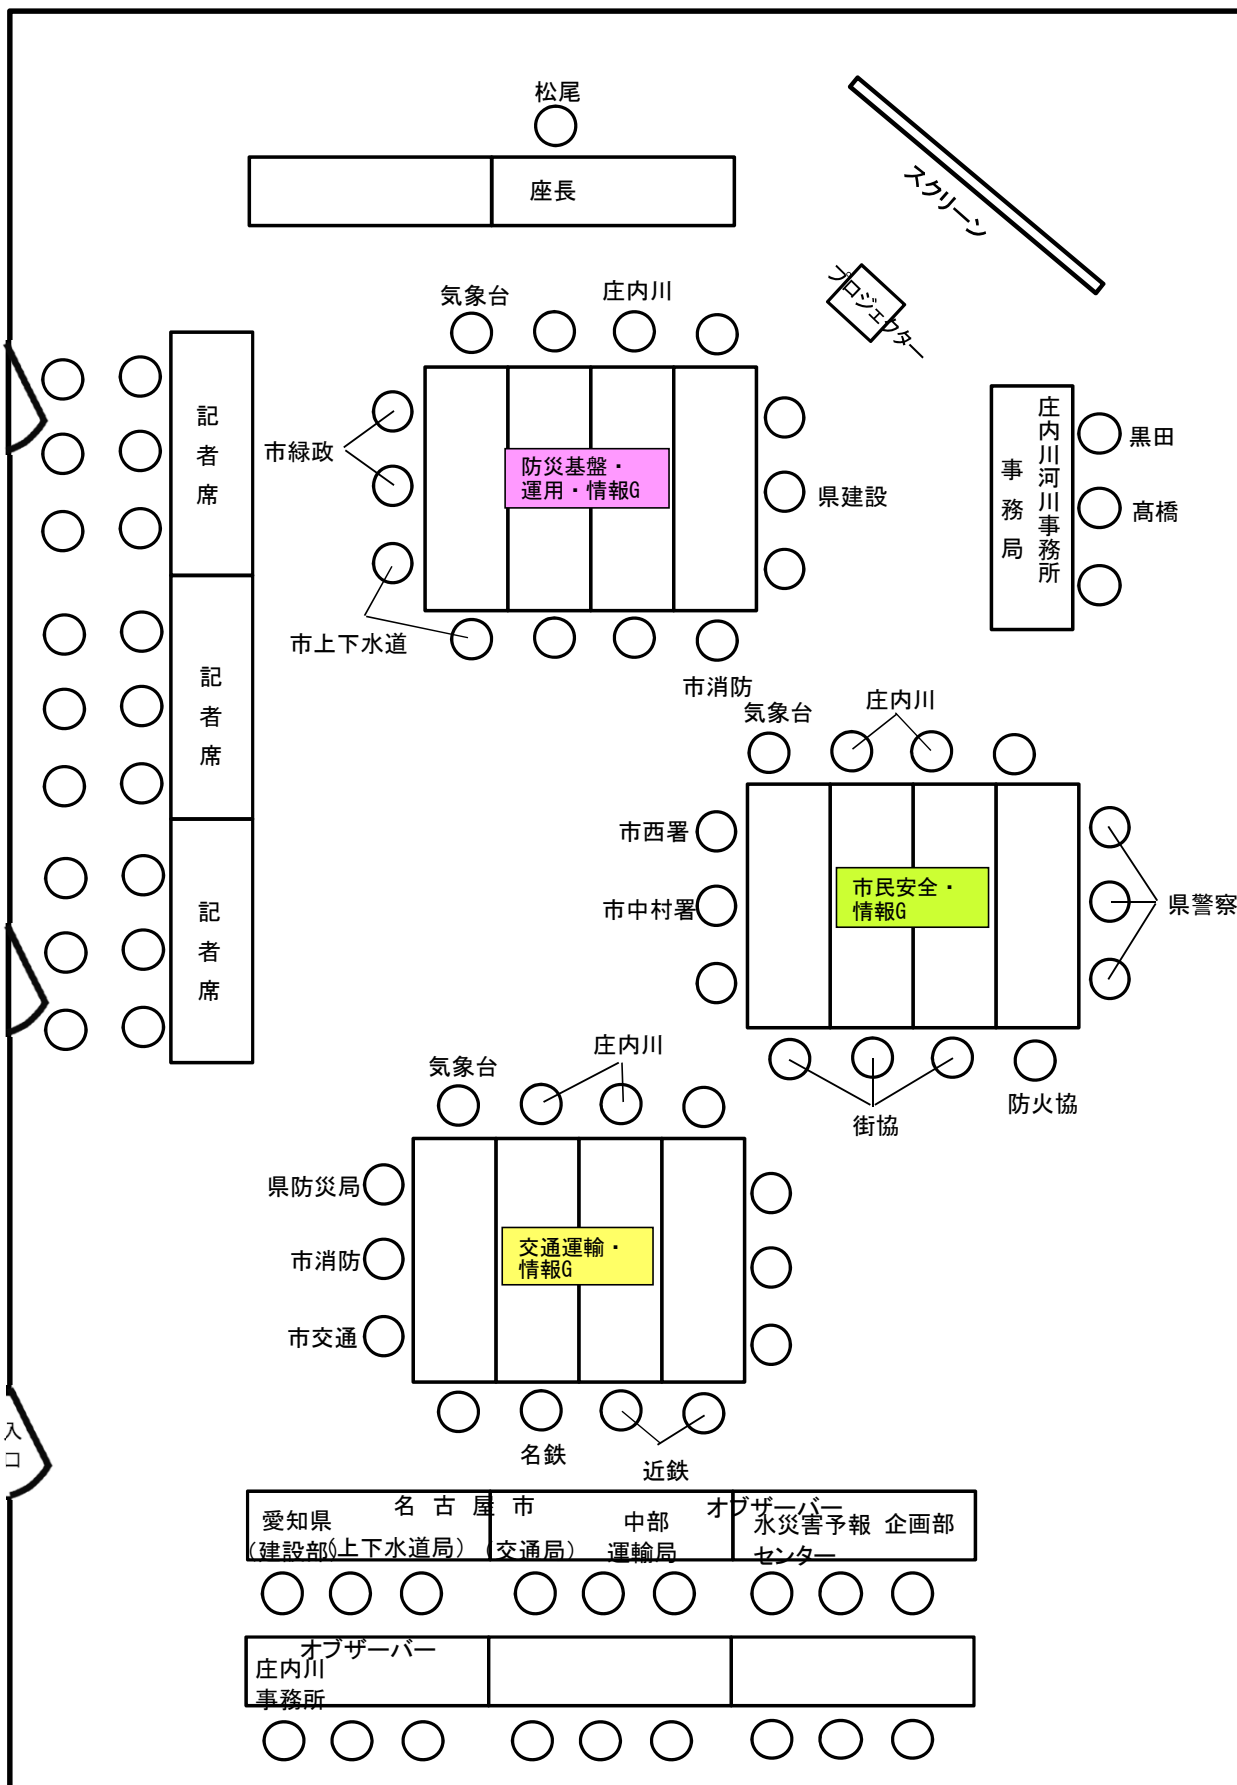 松尾
座長
スクリーン
プロジェクター
気象台
庄内川
市緑政
防災基盤・
運用・情報G
県建設
市上下水道
市消防
記者席
記者席
記者席
庄内川河川事務所
事務局
黒田
髙橋
気象台
庄内川
市西署
市中村署
市民安全・
情報G
県警察
街協
防火協
気象台
庄内川
県防災局
市消防
市交通
交通運輸・
情報G
名鉄
近鉄
入
口
名古屋市
オブザーバー
愛知県
(建設部)
(上下水道局)
(交通局)
中部
運輸局
水災害予報
センター
企画部
オブザーバー
庄内川
事務所